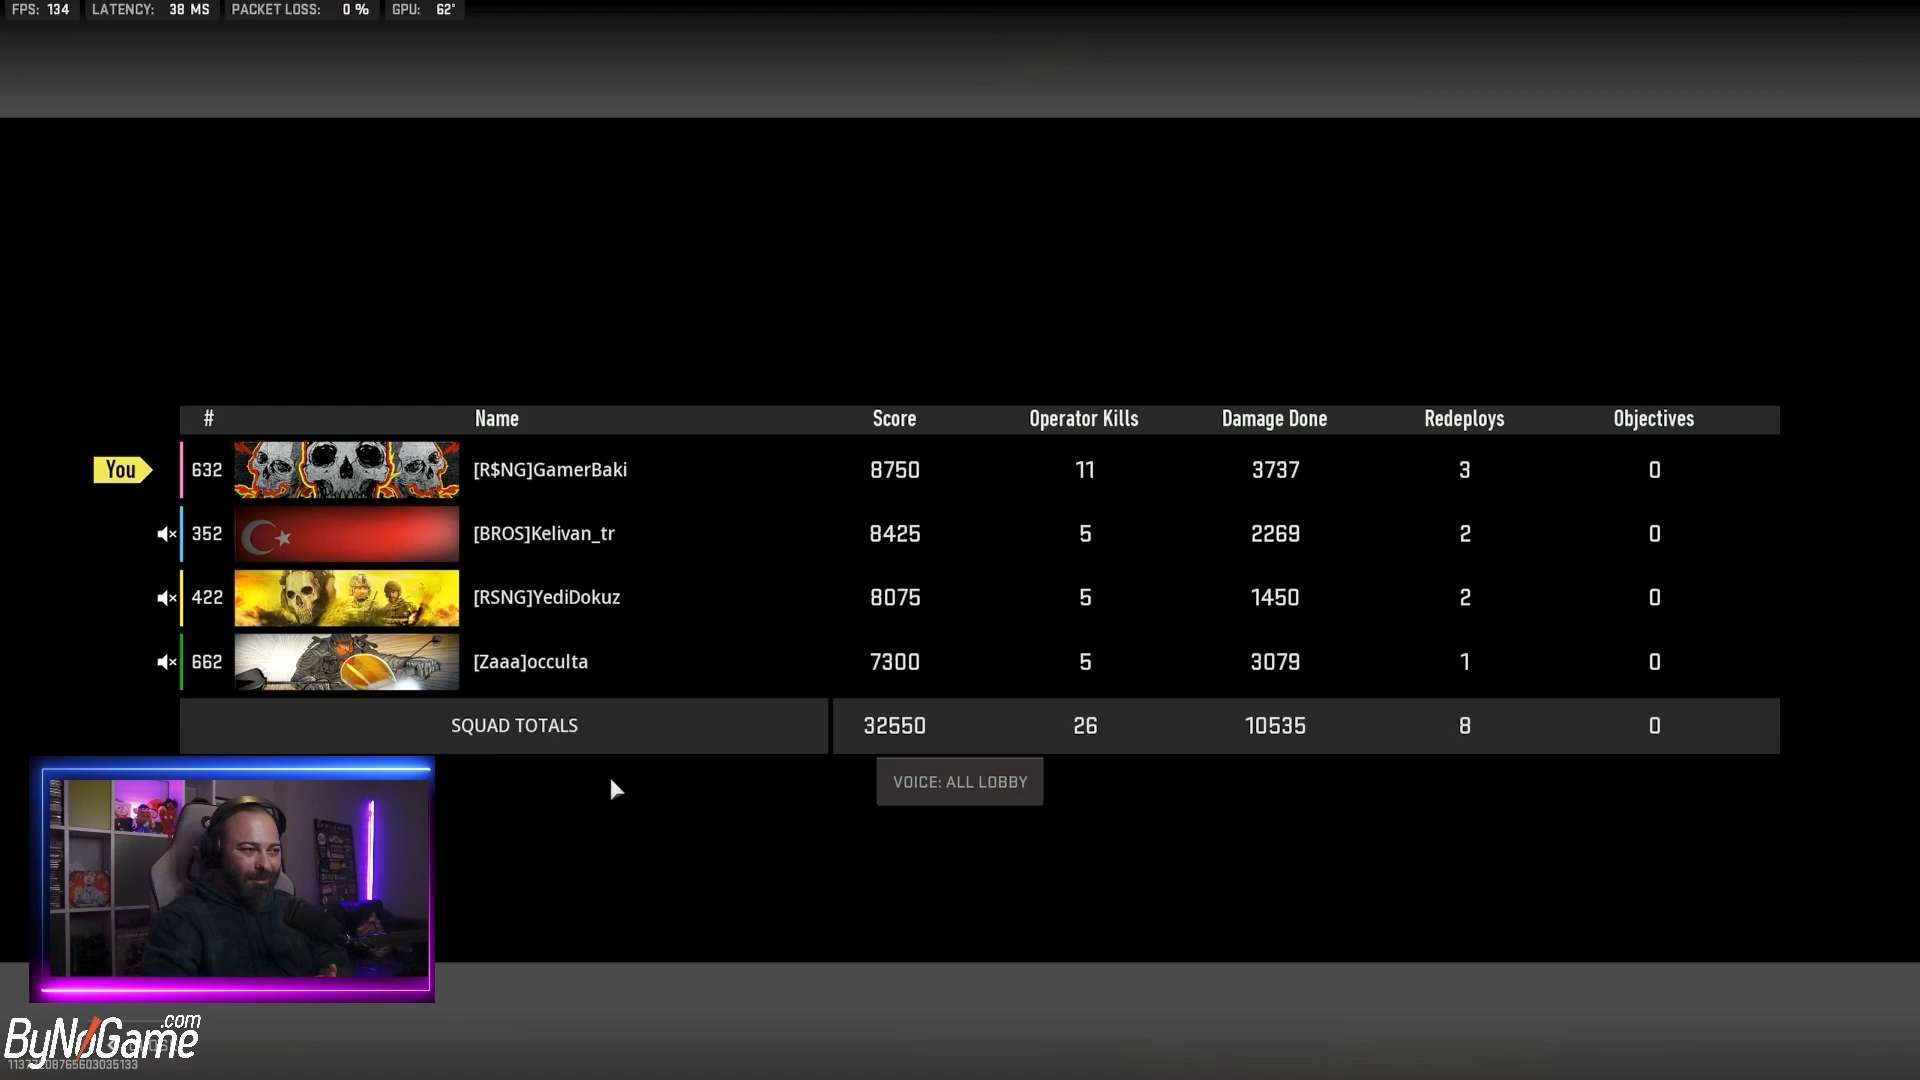 FPS: 134 LATENCY: 38 MS PACKET LOSS: 0 % GPU: 62°
# Name Score Operator Kills Damage Done Redeploys Objectives
You 632 [R$NG]GamerBaki 8750 11 3737 3 0
352 [BROS]Kelivan_tr 8425 5 2269 2 0
422 [RSNG]YediDokuz 8075 5 1450 2 0
662 [Zaaa]occulta 7300 5 3079 1 0
SQUAD TOTALS 32550 26 10535 8 0
VOICE: ALL LOBBY
ByNoGame.com